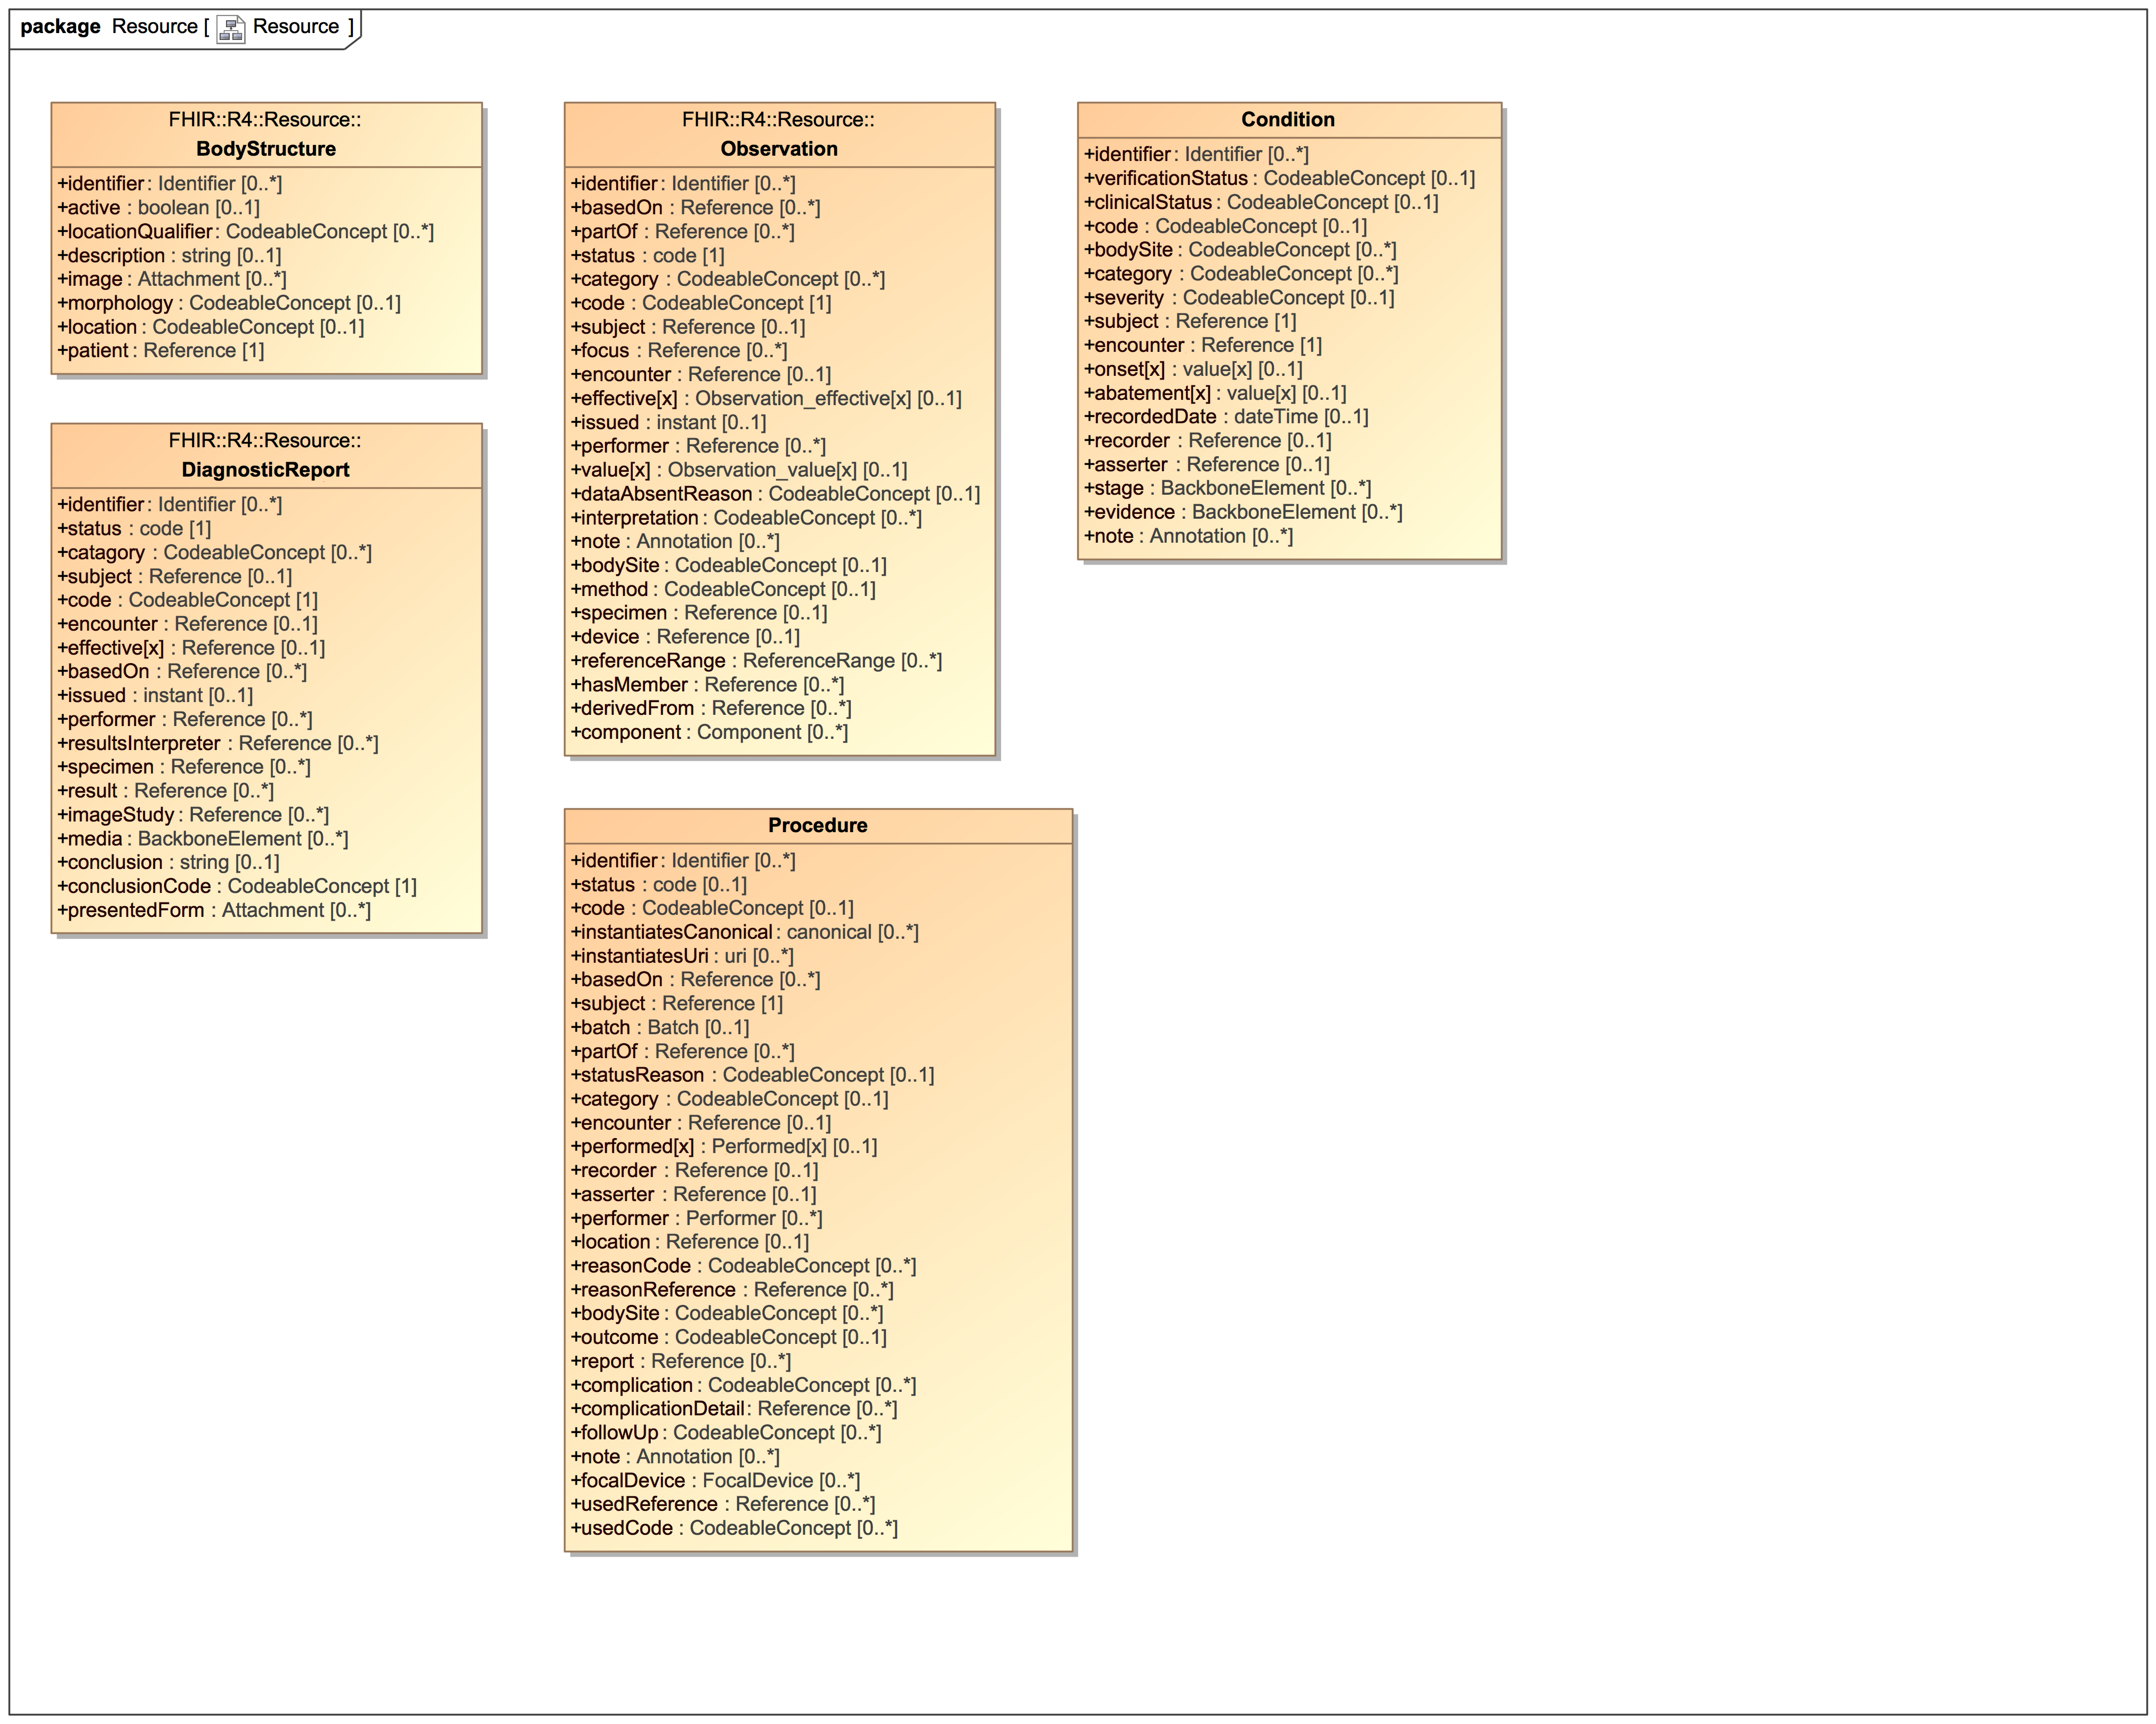 package Resource [ Resource ]
FHIR::R4::Resource::
BodyStructure
+identifier : Identifier [0..*]
+active : boolean [0..1]
+locationQualifier : CodeableConcept [0..*]
+description : string [0..1]
+image : Attachment [0..*]
+morphology : CodeableConcept [0..1]
+location : CodeableConcept [0..1]
+patient : Reference [1]
FHIR::R4::Resource::
DiagnosticReport
+identifier : Identifier [0..*]
+status : code [1]
+catagory : CodeableConcept [0..*]
+subject : Reference [0..1]
+code : CodeableConcept [1]
+encounter : Reference [0..1]
+effective[x] : Reference [0..1]
+basedOn : Reference [0..*]
+issued : instant [0..1]
+performer : Reference [0..*]
+resultsInterpreter : Reference [0..*]
+specimen : Reference [0..*]
+result : Reference [0..*]
+imageStudy : Reference [0..*]
+media : BackboneElement [0..*]
+conclusion : string [0..1]
+conclusionCode : CodeableConcept [1]
+presentedForm : Attachment [0..*]
FHIR::R4::Resource::
Observation
+identifier : Identifier [0..*]
+basedOn : Reference [0..*]
+partOf : Reference [0..*]
+status : code [1]
+category : CodeableConcept [0..*]
+code : CodeableConcept [1]
+subject : Reference [0..1]
+focus : Reference [0..*]
+encounter : Reference [0..1]
+effective[x] : Observation_effective[x] [0..1]
+issued : instant [0..1]
+performer : Reference [0..*]
+value[x] : Observation_value[x] [0..1]
+dataAbsentReason : CodeableConcept [0..1]
+interpretation : CodeableConcept [0..*]
+note : Annotation [0..*]
+bodySite : CodeableConcept [0..1]
+method : CodeableConcept [0..1]
+specimen : Reference [0..1]
+device : Reference [0..1]
+referenceRange : ReferenceRange [0..*]
+hasMember : Reference [0..*]
+derivedFrom : Reference [0..*]
+component : Component [0..*]
Procedure
+identifier : Identifier [0..*]
+status : code [0..1]
+code : CodeableConcept [0..1]
+instantiatesCanonical : canonical [0..*]
+instantiatesUri : uri [0..*]
+basedOn : Reference [0..*]
+subject : Reference [1]
+batch : Batch [0..1]
+partOf : Reference [0..*]
+statusReason : CodeableConcept [0..1]
+category : CodeableConcept [0..1]
+encounter : Reference [0..1]
+performed[x] : Performed[x] [0..1]
+recorder : Reference [0..1]
+asserter : Reference [0..1]
+performer : Performer [0..*]
+location : Reference [0..1]
+reasonCode : CodeableConcept [0..*]
+reasonReference : Reference [0..*]
+bodySite : CodeableConcept [0..*]
+outcome : CodeableConcept [0..1]
+report : Reference [0..*]
+complication : CodeableConcept [0..*]
+complicationDetail : Reference [0..*]
+followUp : CodeableConcept [0..*]
+note : Annotation [0..*]
+focalDevice : FocalDevice [0..*]
+usedReference : Reference [0..*]
+usedCode : CodeableConcept [0..*]
Condition
+identifier : Identifier [0..*]
+verificationStatus : CodeableConcept [0..1]
+clinicalStatus : CodeableConcept [0..1]
+code : CodeableConcept [0..1]
+bodySite : CodeableConcept [0..*]
+category : CodeableConcept [0..*]
+severity : CodeableConcept [0..1]
+subject : Reference [1]
+encounter : Reference [1]
+onset[x] : value[x] [0..1]
+abatement[x] : value[x] [0..1]
+recordedDate : dateTime [0..1]
+recorder : Reference [0..1]
+asserter : Reference [0..1]
+stage : BackboneElement [0..*]
+evidence : BackboneElement [0..*]
+note : Annotation [0..*]